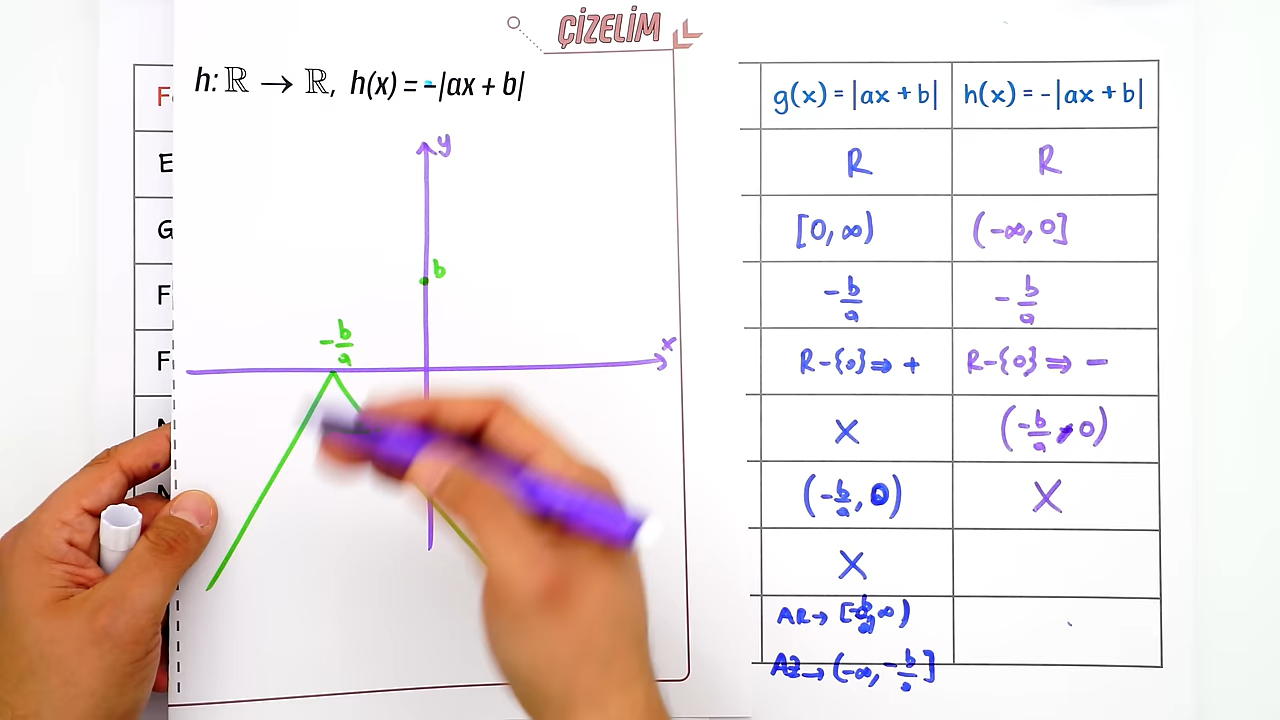 ÇİZELİM
h: ℝ → ℝ, h(x) = -|ax + b|
y
b
-b/a
x
F
E
G
F
F
g(x) = |ax + b| h(x) = -|ax + b|
R R
[0, ∞) (-∞, 0]
-b/a -b/a
R-{0} ⇒ + R-{0} ⇒ -
X (-b/a, 0)
(-b/a, 0) X
X
AR→ [-b/a, ∞)
AZ→ (-∞, -b/a]